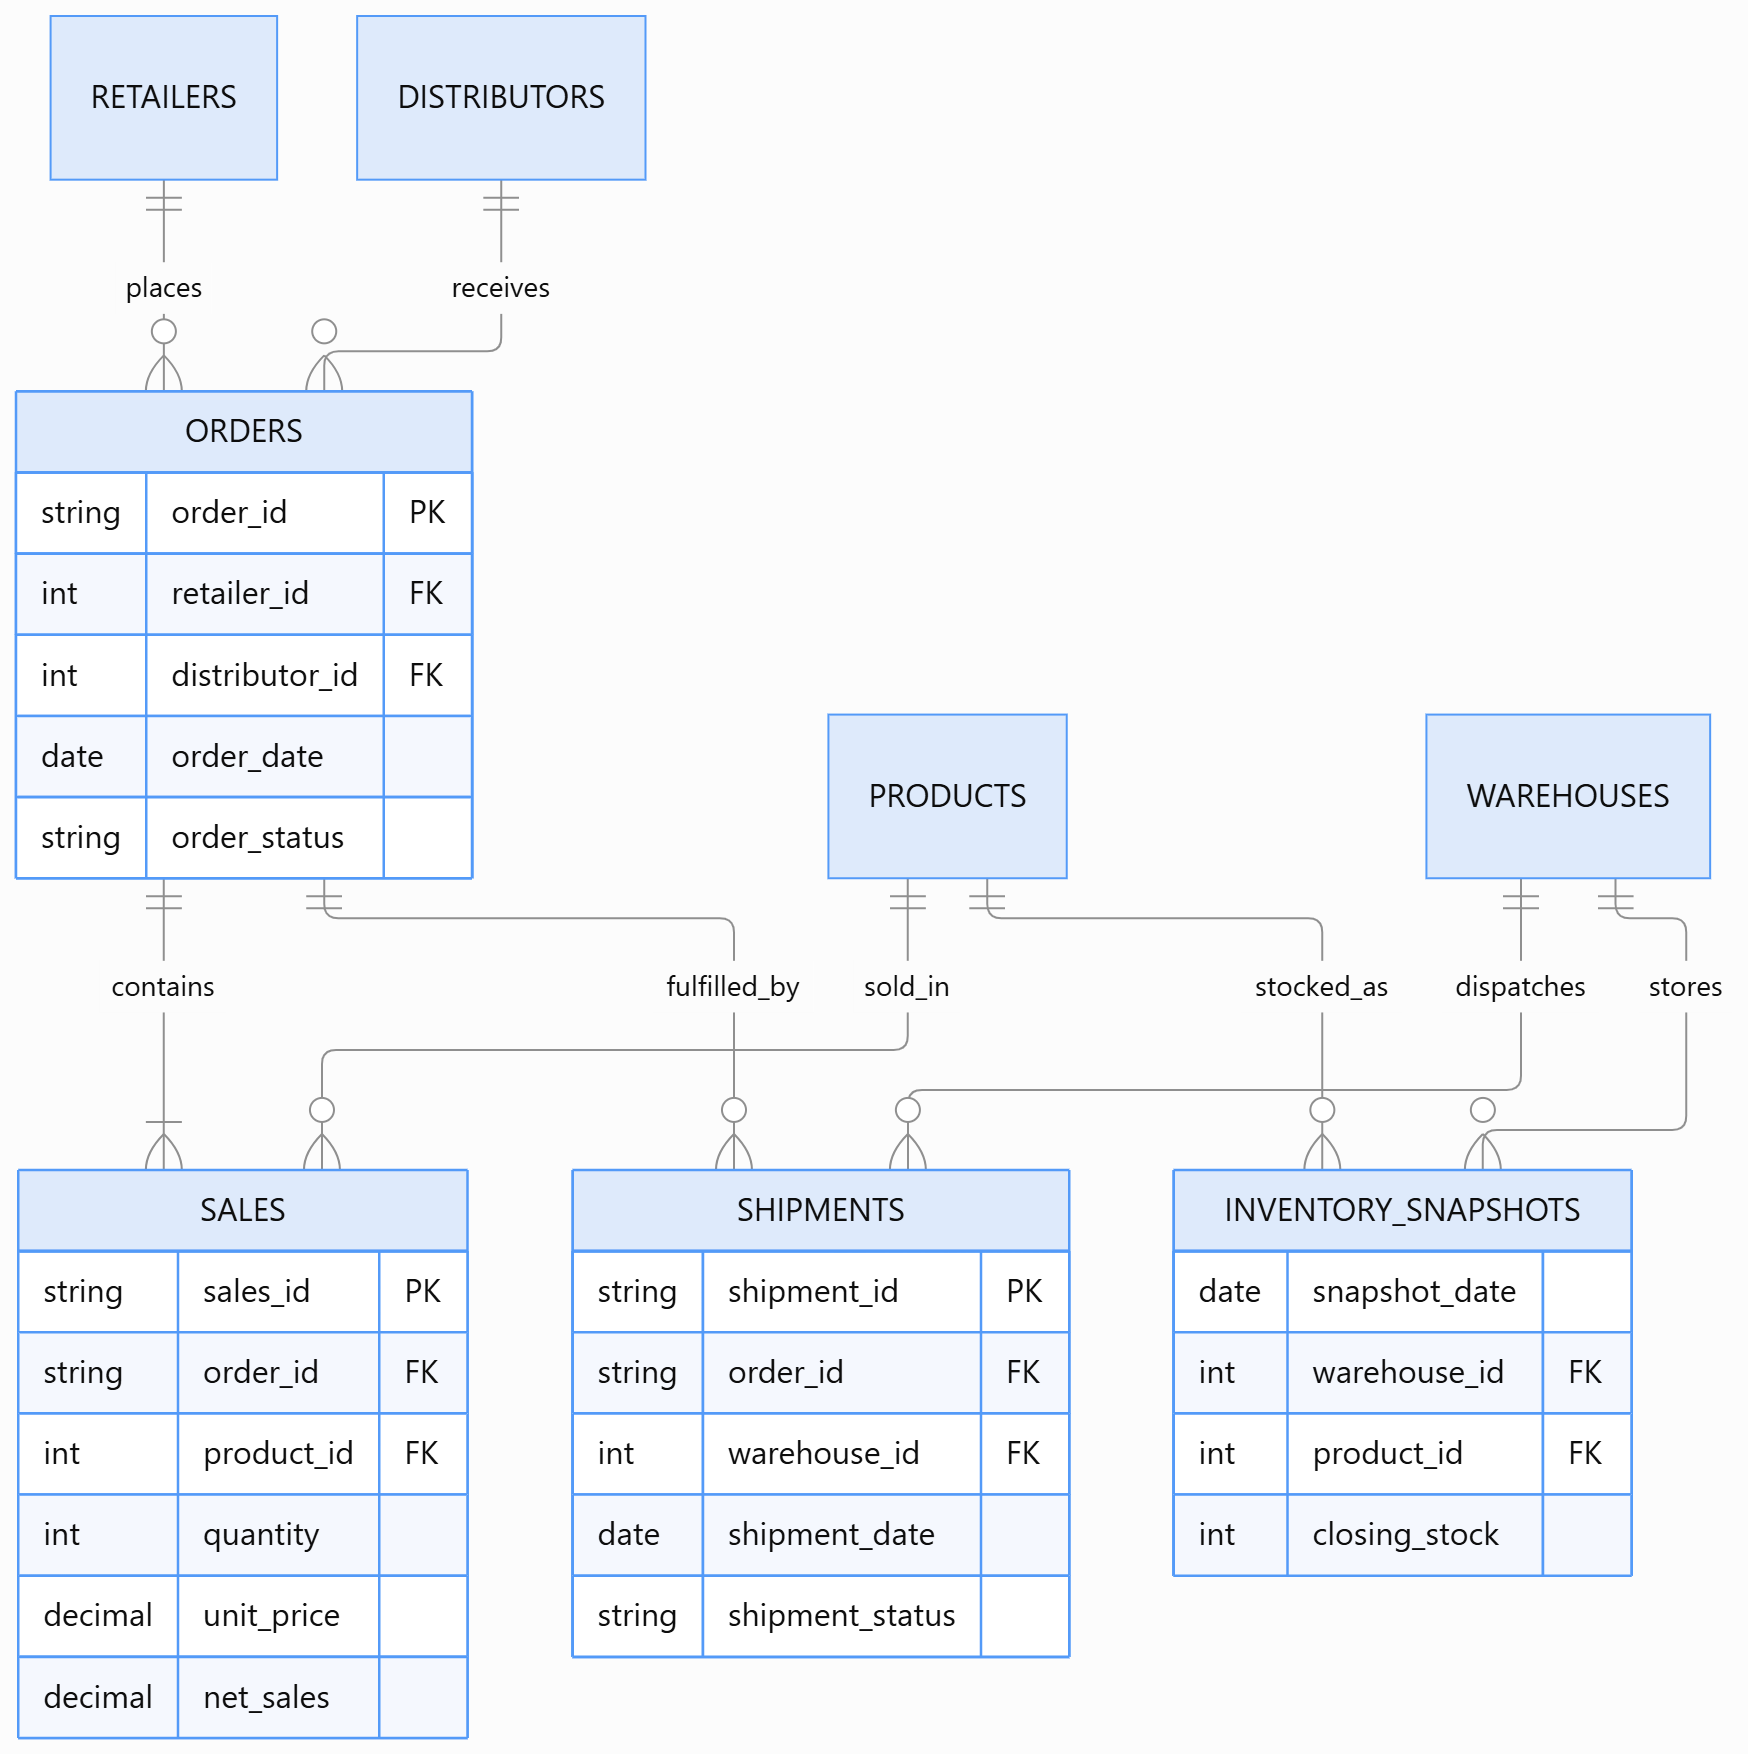 RETAILERS
DISTRIBUTORS
places
receives
ORDERS
string order_id PK
int retailer_id FK
int distributor_id FK
date order_date
string order_status
PRODUCTS
WAREHOUSES
contains
fulfilled_by
sold_in
stocked_as
dispatches
stores
SALES
string sales_id PK
string order_id FK
int product_id FK
int quantity
decimal unit_price
decimal net_sales
SHIPMENTS
string shipment_id PK
string order_id FK
int warehouse_id FK
date shipment_date
string shipment_status
INVENTORY_SNAPSHOTS
date snapshot_date
int warehouse_id FK
int product_id FK
int closing_stock